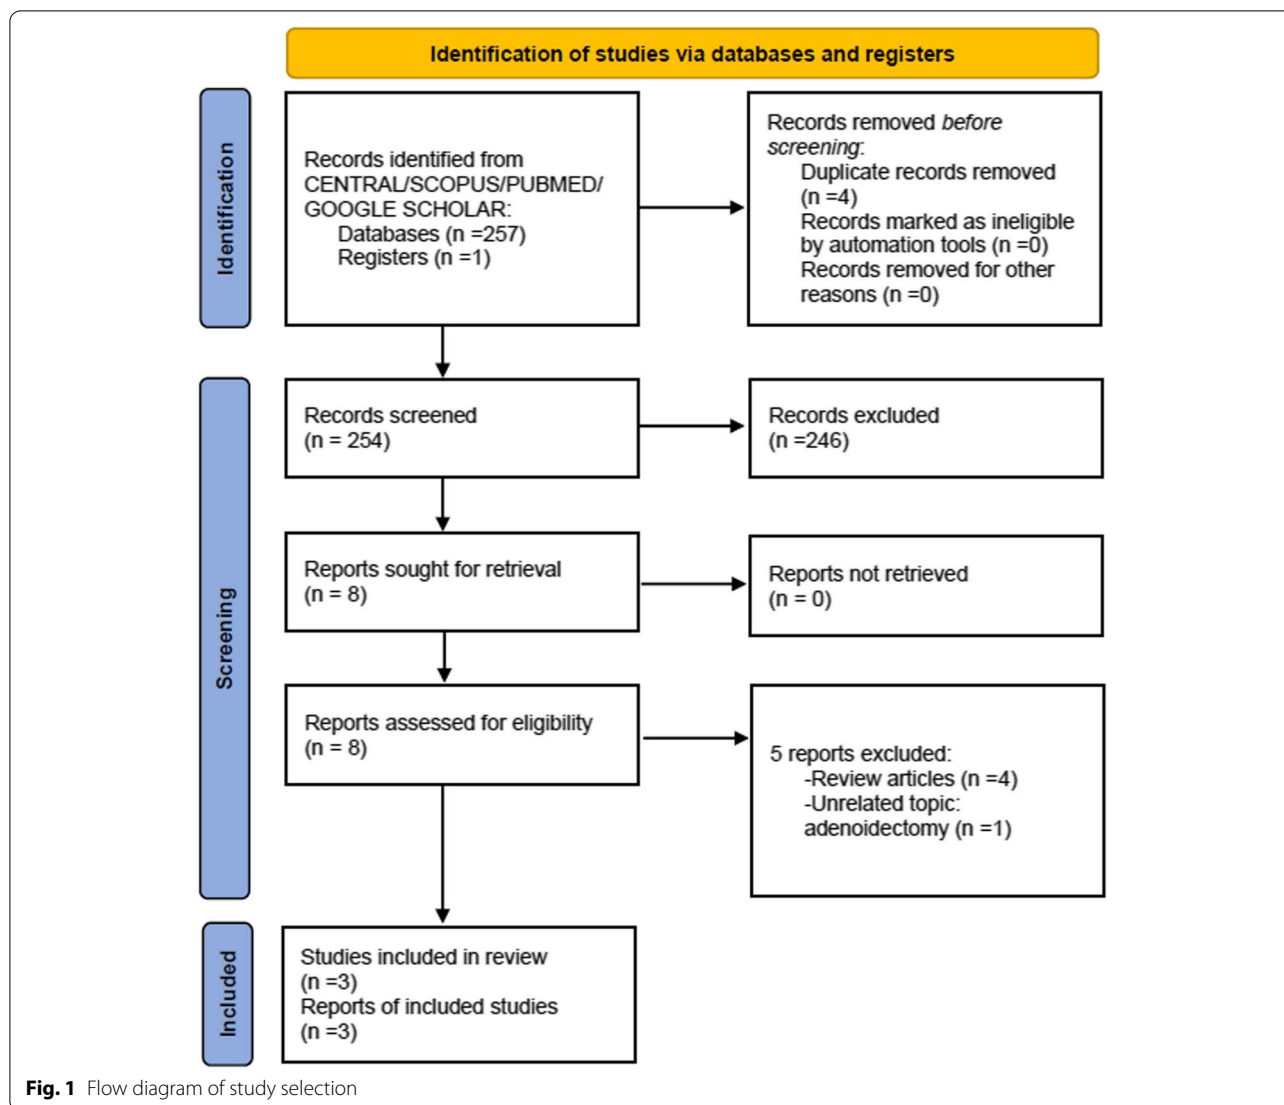 Identification of studies via databases and registers
Identification
Records identified from
CENTRAL/SCOPUS/PUBMED/
GOOGLE SCHOLAR:
Databases (n =257)
Registers (n =1)
Records removed before
screening:
Duplicate records removed
(n =4)
Records marked as ineligible
by automation tools (n =0)
Records removed for other
reasons (n =0)
Screening
Records screened
(n = 254)
Records excluded
(n =246)
Reports sought for retrieval
(n = 8)
Reports not retrieved
(n = 0)
Reports assessed for eligibility
(n = 8)
5 reports excluded:
-Review articles (n =4)
-Unrelated topic:
adenoidectomy (n =1)
Included
Studies included in review
(n =3)
Reports of included studies
(n =3)
Fig. 1 Flow diagram of study selection